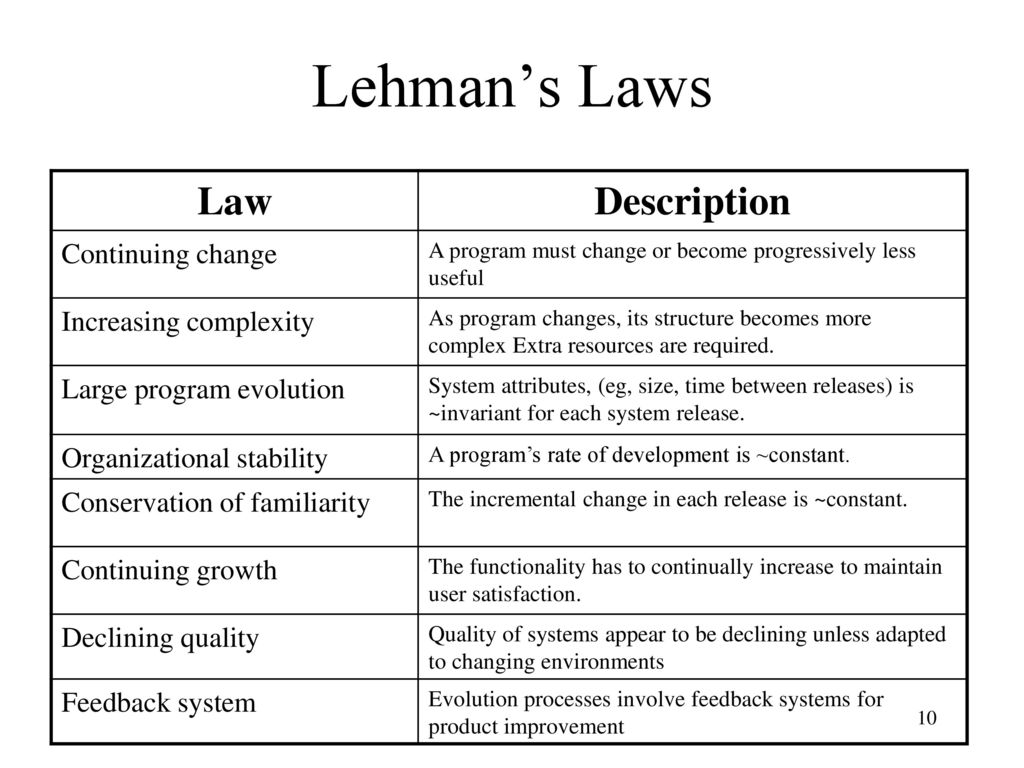 Lehman’s Laws
Law
Description
Continuing change
A program must change or become progressively less
useful
Increasing complexity
As program changes, its structure becomes more
complex Extra resources are required.
Large program evolution
System attributes, (eg, size, time between releases) is
~invariant for each system release.
Organizational stability
A program’s rate of development is ~constant.
Conservation of familiarity
The incremental change in each release is ~constant.
Continuing growth
The functionality has to continually increase to maintain
user satisfaction.
Declining quality
Quality of systems appear to be declining unless adapted
to changing environments
Feedback system
Evolution processes involve feedback systems for
product improvement
10